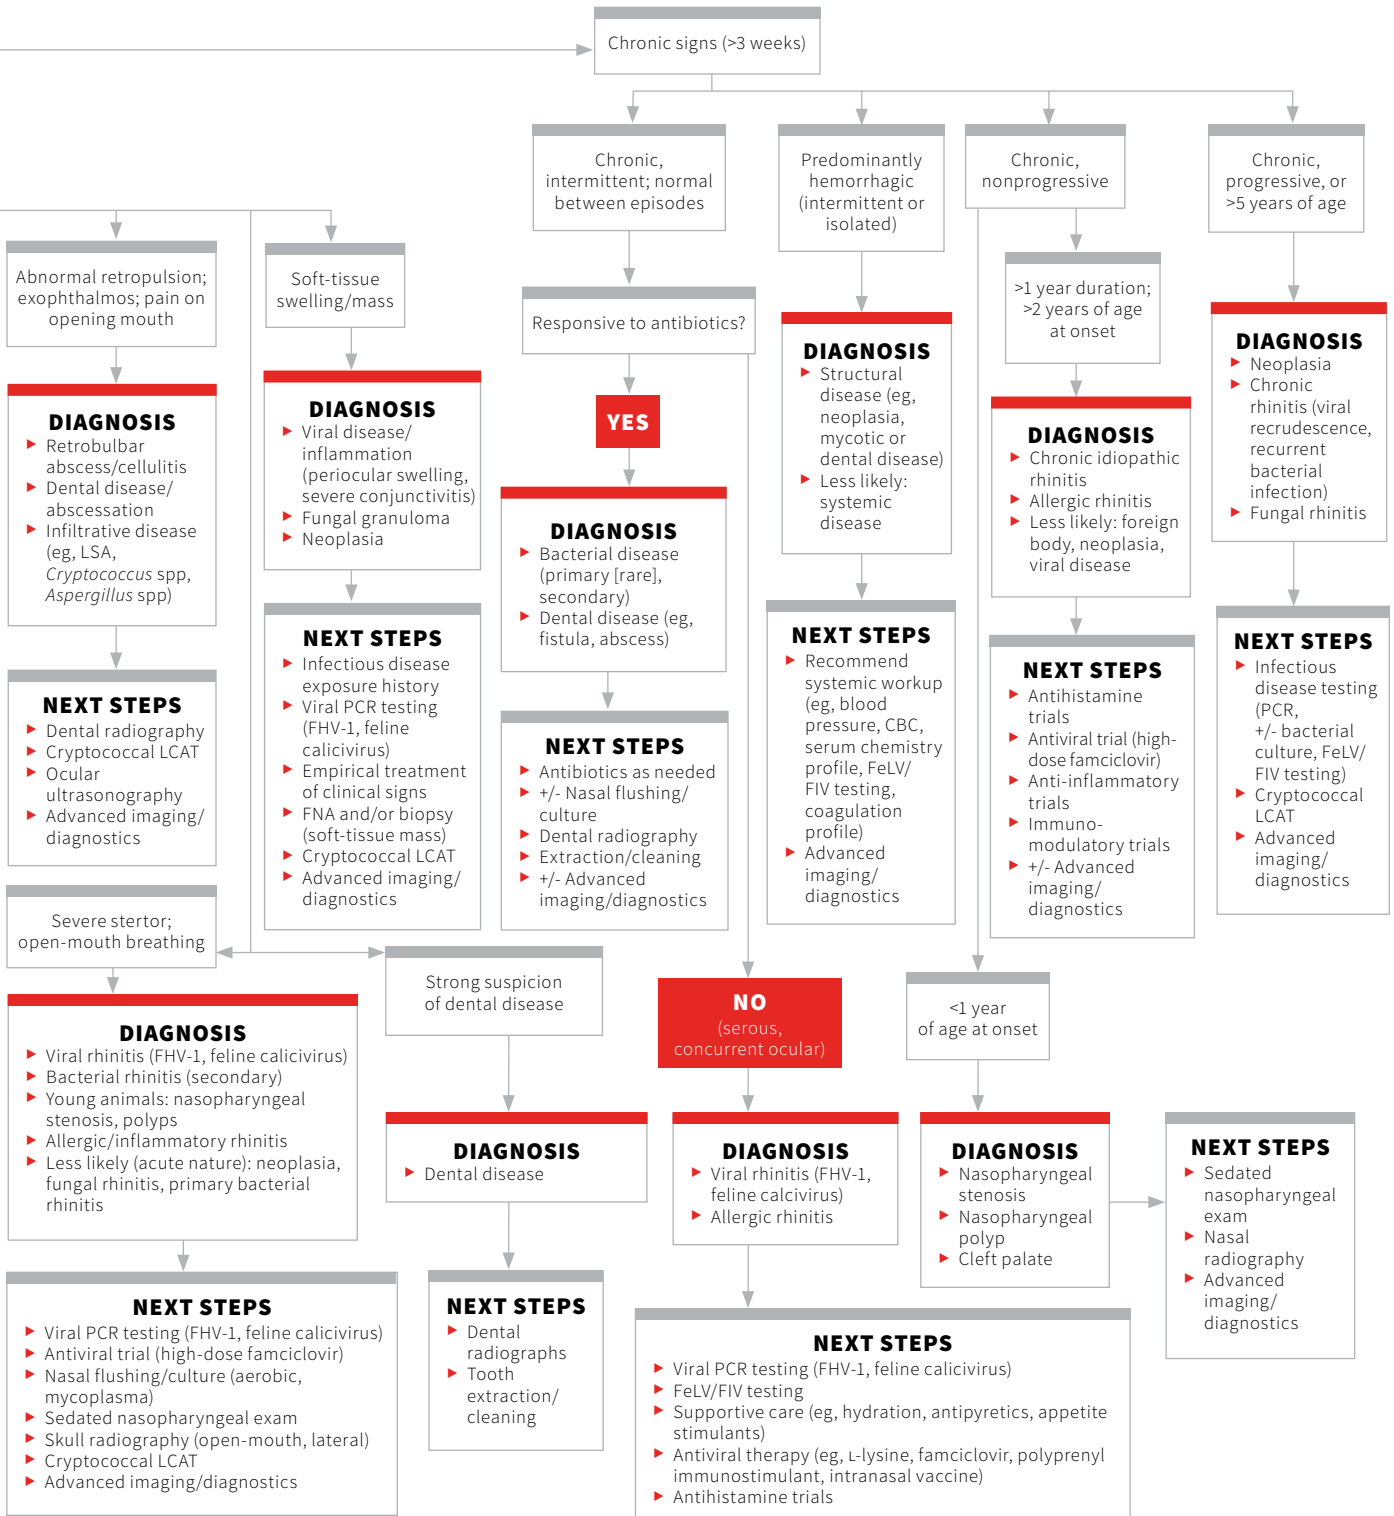 Chronic signs (>3 weeks)
Chronic,
intermittent; normal
between episodes
Predominantly
hemorrhagic
(intermittent or
isolated)
Chronic,
nonprogressive
Chronic,
progressive, or
>5 years of age
Abnormal retropulsion;
exophthalmos; pain on
opening mouth
Soft-tissue
swelling/mass
Responsive to antibiotics?
>1 year duration;
>2 years of age
at onset
DIAGNOSIS
► Retrobulbar
abscess/cellulitis
► Dental disease/
abscessation
► Infiltrative disease
(eg, LSA,
Cryptococcus spp,
Aspergillus spp)
DIAGNOSIS
► Viral disease/
inflammation
(periocular swelling,
severe conjunctivitis)
► Fungal granuloma
► Neoplasia
YES
DIAGNOSIS
► Bacterial disease
(primary [rare],
secondary)
► Dental disease (eg,
fistula, abscess)
DIAGNOSIS
► Structural
disease (eg,
neoplasia,
mycotic or
dental disease)
► Less likely:
systemic
disease
DIAGNOSIS
► Chronic idiopathic
rhinitis
► Allergic rhinitis
► Less likely: foreign
body, neoplasia,
viral disease
DIAGNOSIS
► Neoplasia
► Chronic
rhinitis (viral
recrudescence,
recurrent
bacterial
infection)
► Fungal rhinitis
NEXT STEPS
► Dental radiography
► Cryptococcal LCAT
► Ocular
ultrasonography
► Advanced imaging/
diagnostics
NEXT STEPS
► Infectious disease
exposure history
► Viral PCR testing
(FHV-1, feline
calicivirus)
► Empirical treatment
of clinical signs
► FNA and/or biopsy
(soft-tissue mass)
► Cryptococcal LCAT
► Advanced imaging/
diagnostics
NEXT STEPS
► Antibiotics as needed
► +/- Nasal flushing/
culture
► Dental radiography
► Extraction/cleaning
► +/- Advanced
imaging/diagnostics
NEXT STEPS
► Recommend
systemic workup
(eg, blood
pressure, CBC,
serum chemistry
profile, FeLV/
FIV testing,
coagulation
profile)
► Advanced
imaging/
diagnostics
NEXT STEPS
► Antihistamine
trials
► Antiviral trial (high-
dose famciclovir)
► Anti-inflammatory
trials
► Immuno-
modulatory trials
► +/- Advanced
imaging/
diagnostics
NEXT STEPS
► Infectious
disease testing
(PCR,
+/- bacterial
culture, FeLV/
FIV testing)
► Cryptococcal
LCAT
► Advanced
imaging/
diagnostics
Severe stertor;
open-mouth breathing
Strong suspicion
of dental disease
NO
(serous,
concurrent ocular)
<1 year
of age at onset
DIAGNOSIS
► Viral rhinitis (FHV-1, feline calicivirus)
► Bacterial rhinitis (secondary)
► Young animals: nasopharyngeal
stenosis, polyps
► Allergic/inflammatory rhinitis
► Less likely (acute nature): neoplasia,
fungal rhinitis, primary bacterial
rhinitis
DIAGNOSIS
► Dental disease
DIAGNOSIS
► Viral rhinitis (FHV-1,
feline calcivirus)
► Allergic rhinitis
DIAGNOSIS
► Nasopharyngeal
stenosis
► Nasopharyngeal
polyp
► Cleft palate
NEXT STEPS
► Sedated
nasopharyngeal
exam
► Nasal
radiography
► Advanced
imaging/
diagnostics
NEXT STEPS
► Viral PCR testing (FHV-1, feline calicivirus)
► Antiviral trial (high-dose famciclovir)
► Nasal flushing/culture (aerobic,
mycoplasma)
► Sedated nasopharyngeal exam
► Skull radiography (open-mouth, lateral)
► Cryptococcal LCAT
► Advanced imaging/diagnostics
NEXT STEPS
► Dental
radiographs
► Tooth
extraction/
cleaning
NEXT STEPS
► Viral PCR testing (FHV-1, feline calicivirus)
► FeLV/FIV testing
► Supportive care (eg, hydration, antipyretics, appetite
stimulants)
► Antiviral therapy (eg, L-lysine, famciclovir, polyprenyl
immunostimulant, intranasal vaccine)
► Antihistamine trials